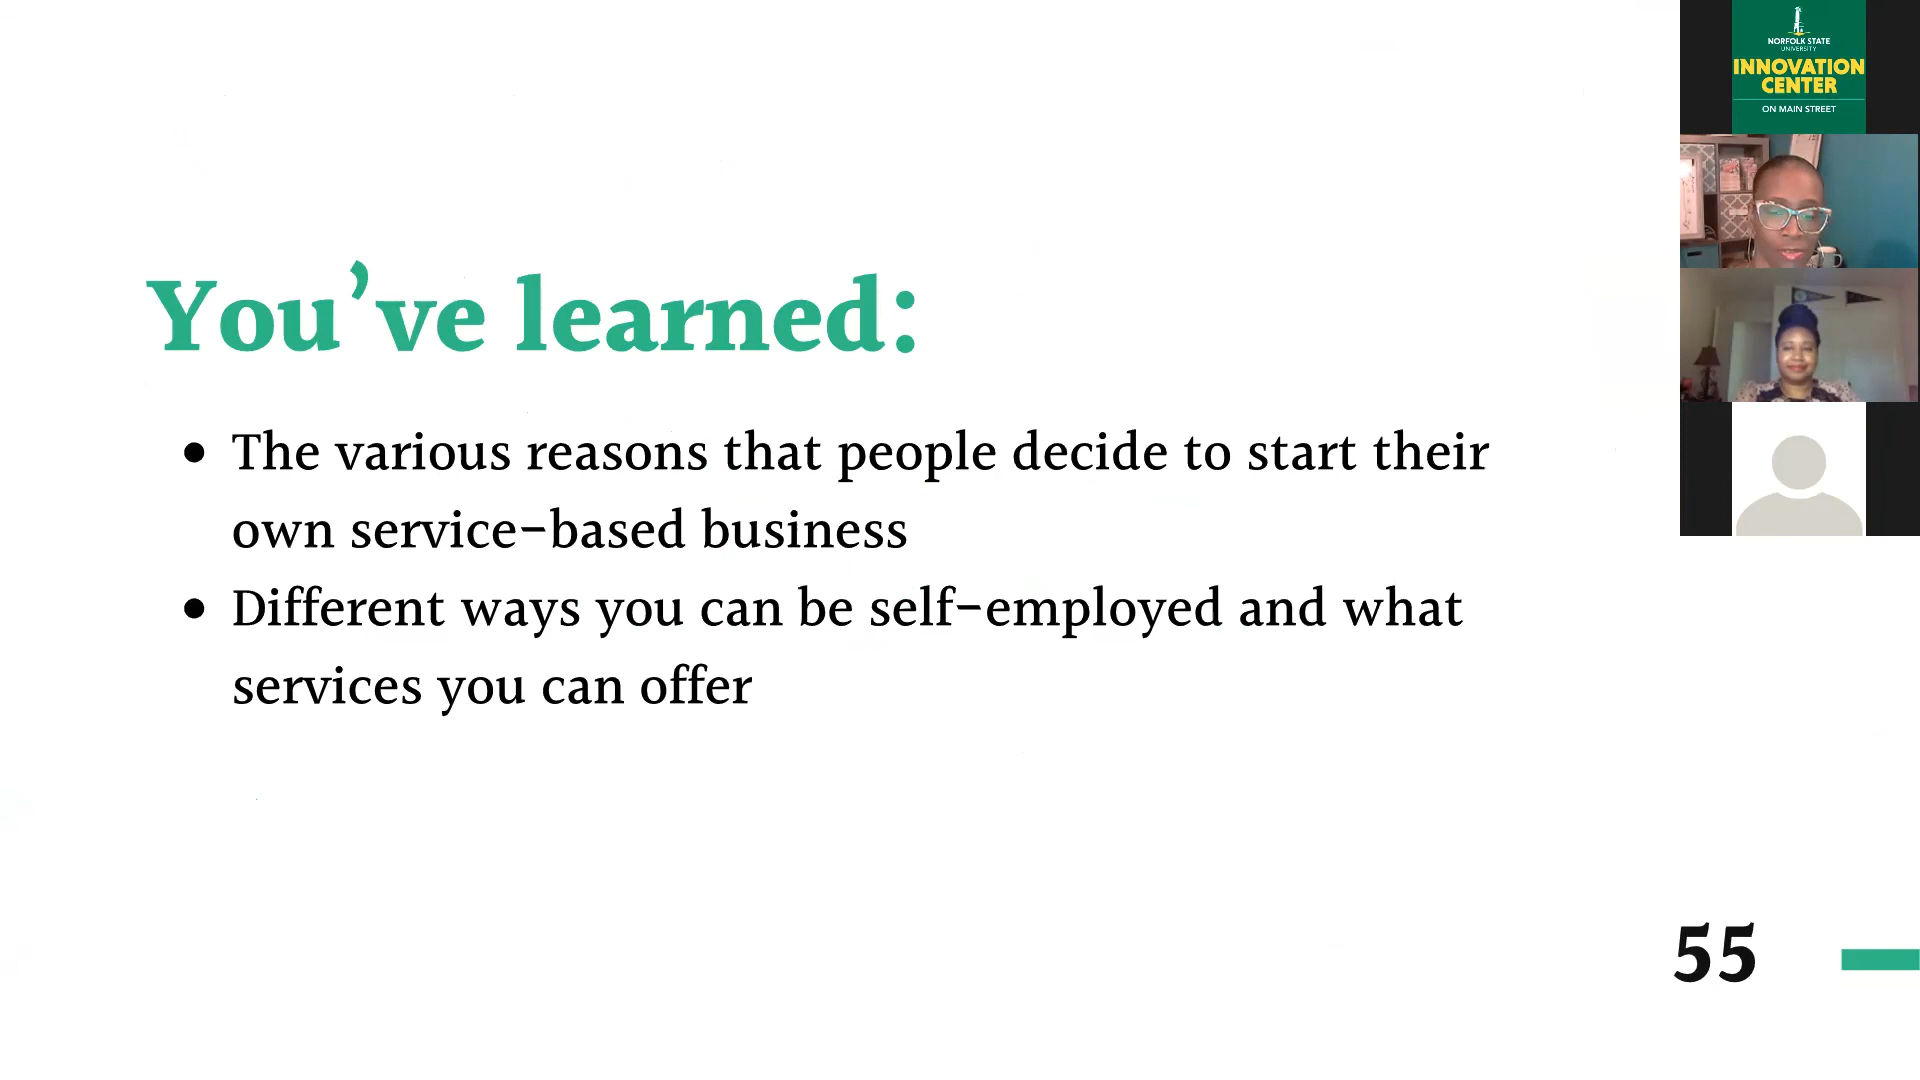 NORFOLK STATE
UNIVERSITY
INNOVATION
CENTER
ON MAIN STREET
You’ve learned:
• The various reasons that people decide to start their
own service-based business
• Different ways you can be self-employed and what
services you can offer
55